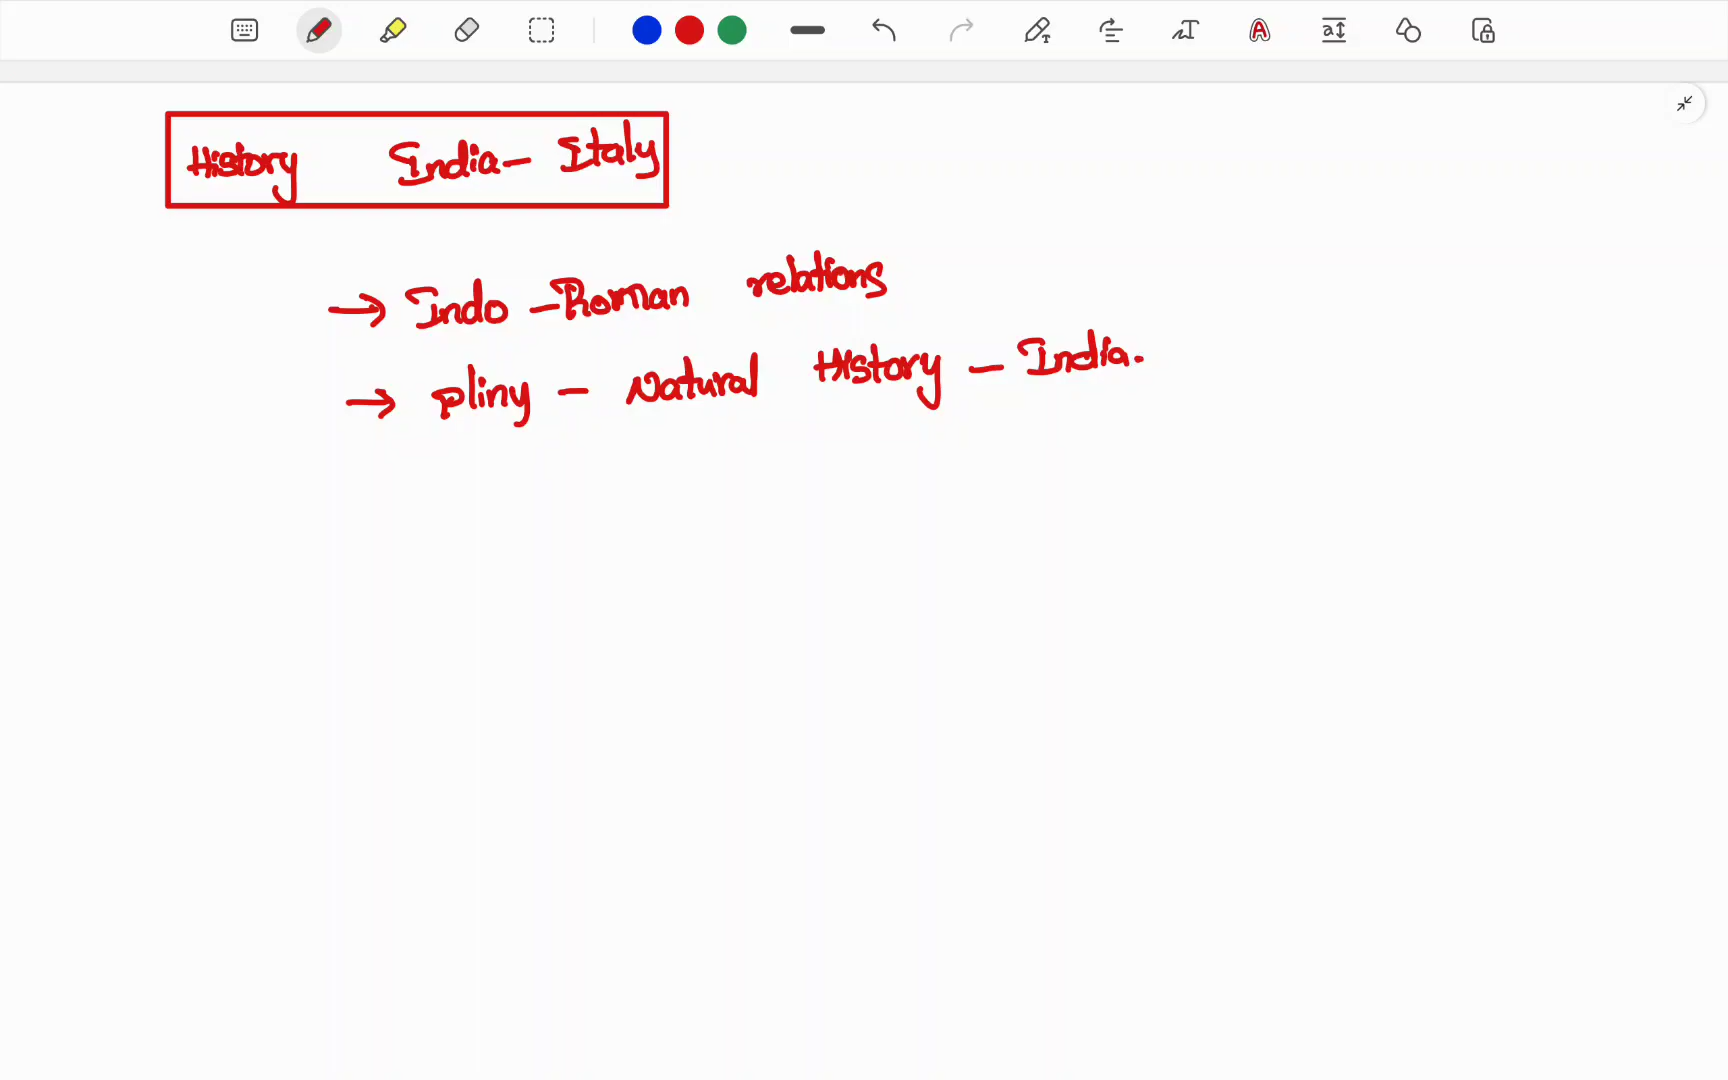 History India - Italy
→ Indo - Roman relations
→ pliny - Natural History - India.